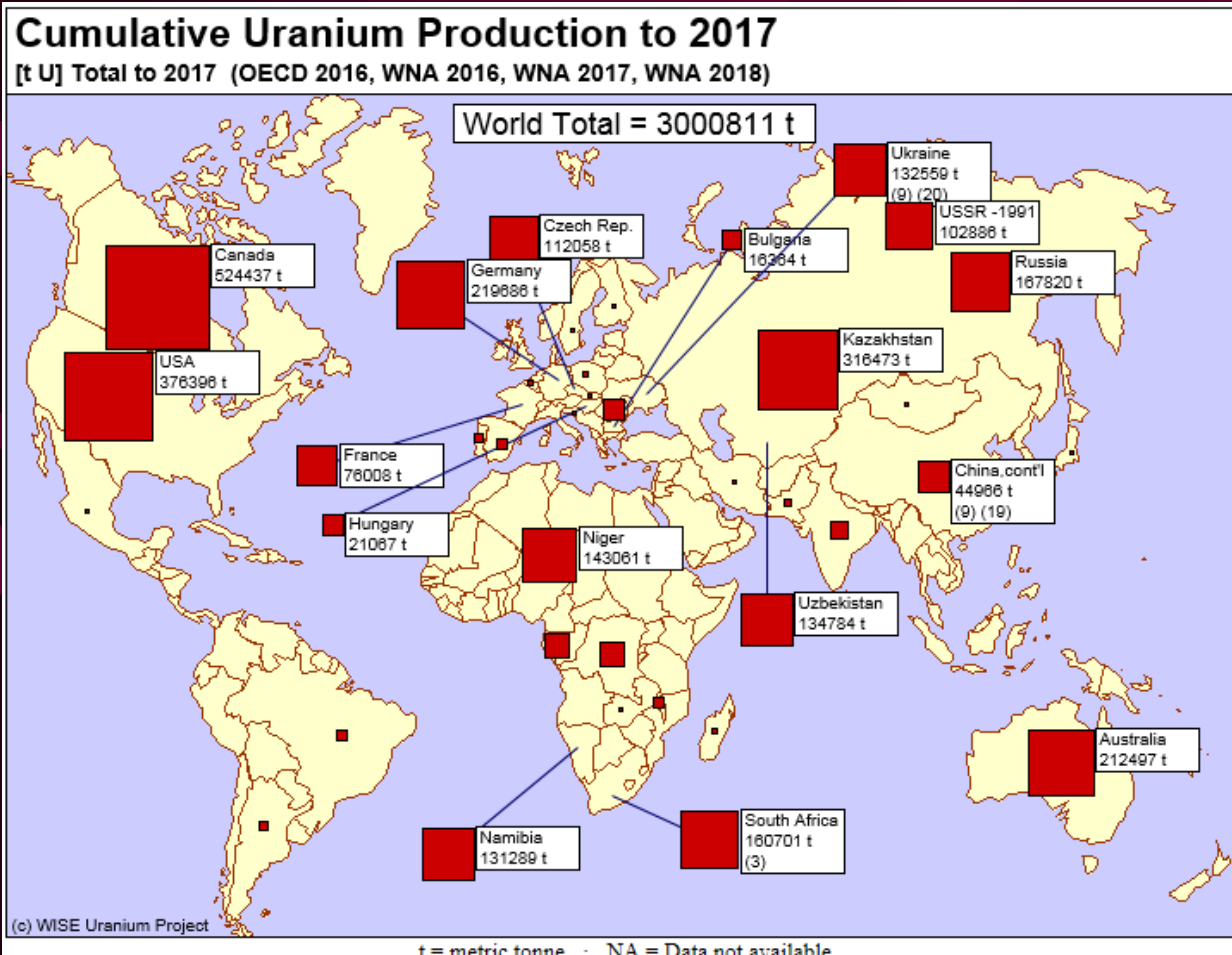 Cumulative Uranium Production to 2017
[t U] Total to 2017 (OECD 2016, WNA 2016, WNA 2017, WNA 2018)
World Total = 3000811 t
Ukraine
132559 t
(9) (20)
USSR -1991
102886 t
Czech Rep.
112058 t
Bulgaria
16364 t
Canada
524437 t
Germany
219686 t
Russia
167820 t
Kazakhstan
316473 t
USA
376396 t
France
76008 t
China,cont'l
44966 t
(9) (19)
Hungary
21067 t
Niger
143061 t
Uzbekistan
134784 t
Australia
212497 t
South Africa
160701 t
(3)
Namibia
131289 t
(c) WISE Uranium Project
t = metric tonne · NA = Data not available